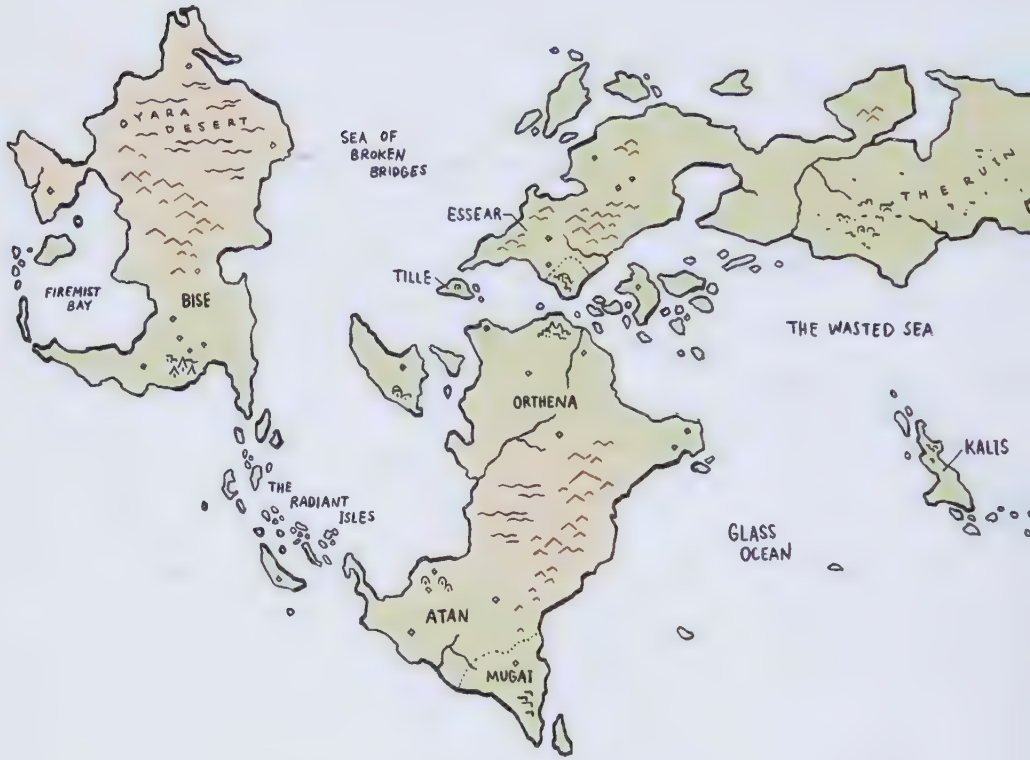 OYARA
DESERT
SEA OF
BROKEN
BRIDGES
ESSEAR
THE RUIN
TILLE
FIREMIST
BAY
BISE
THE WASTED SEA
ORTHENA
KALIS
THE
RADIANT
ISLES
GLASS
OCEAN
ATAN
MUGAI